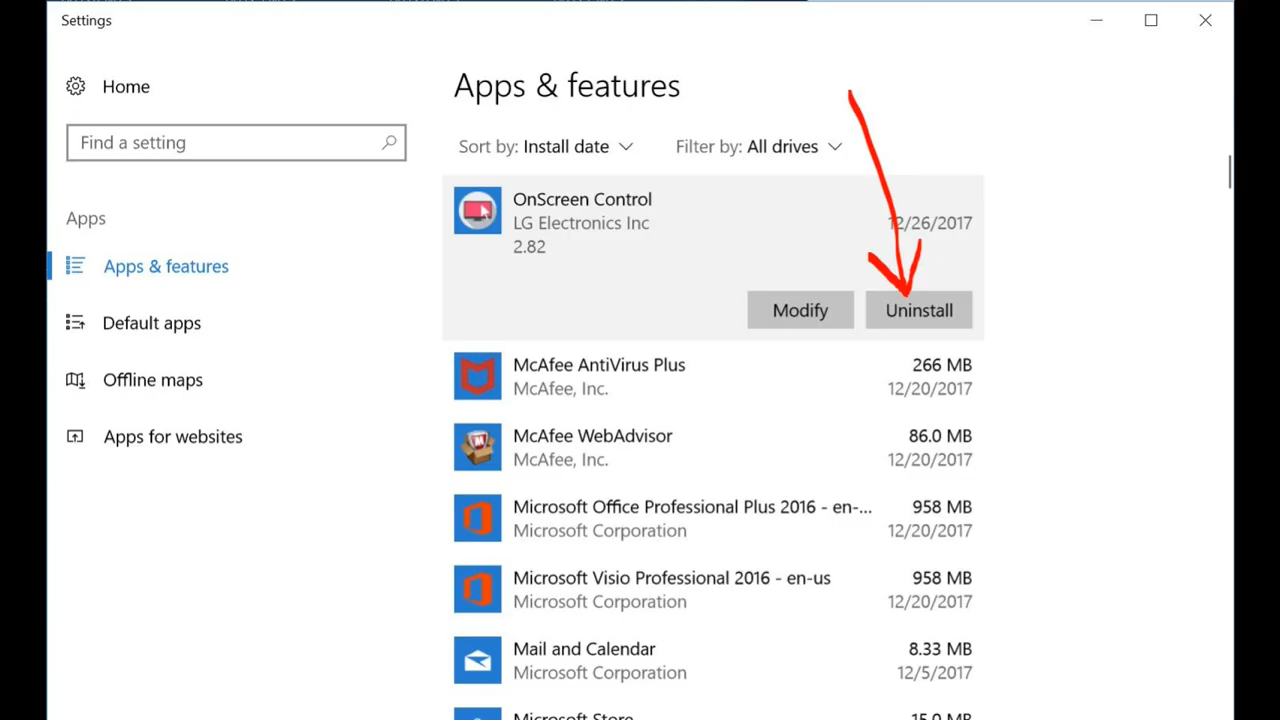 Settings
Home
Find a setting
Apps
Apps & features
Default apps
Offline maps
Apps for websites
Apps & features
Sort by: Install date
Filter by: All drives
OnScreen Control
LG Electronics Inc
12/26/2017
2.82
Modify
Uninstall
McAfee AntiVirus Plus
266 MB
McAfee, Inc.
12/20/2017
McAfee WebAdvisor
86.0 MB
McAfee, Inc.
12/20/2017
Microsoft Office Professional Plus 2016 - en-...
958 MB
Microsoft Corporation
12/20/2017
Microsoft Visio Professional 2016 - en-us
958 MB
Microsoft Corporation
12/20/2017
Mail and Calendar
8.33 MB
Microsoft Corporation
12/5/2017
Microsoft Store
15.0 MB